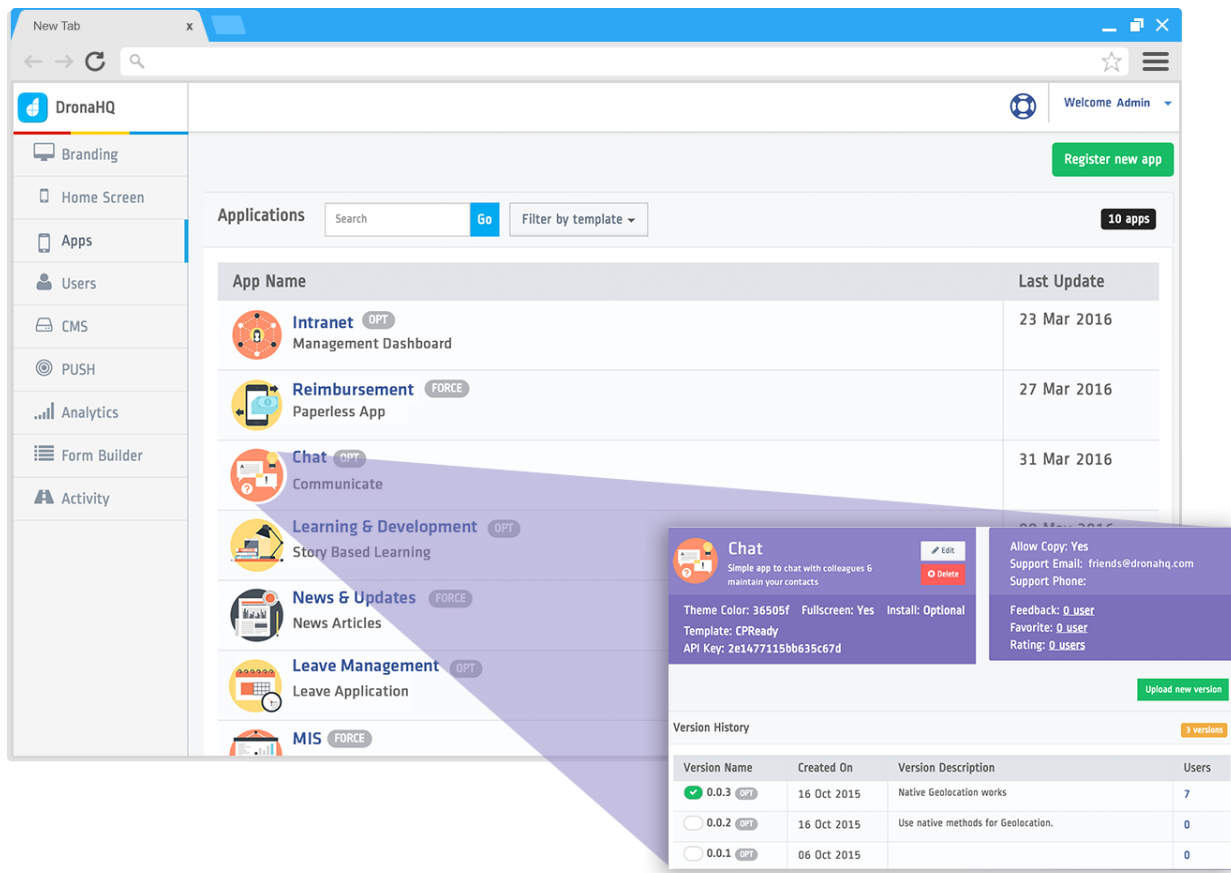 New Tab x
DronaHQ
Welcome Admin
Branding
Home Screen
Apps
Users
CMS
PUSH
Analytics
Form Builder
Activity
Register new app
Applications Search Go Filter by template 10 apps
App Name Last Update
Intranet OPT 23 Mar 2016
Management Dashboard
Reimbursement FORCE 27 Mar 2016
Paperless App
Chat OPT 31 Mar 2016
Communicate
Learning & Development OPT May 2016
Story Based Learning
News & Updates FORCE
News Articles
Leave Management OPT
Leave Application
MIS FORCE
Chat
Simple app to chat with colleagues &
maintain your contacts
Edit
Delete
Theme Color: 36505f Fullscreen: Yes Install: Optional
Template: CPReady
API Key: 2e1477115bb635c67d
Allow Copy: Yes
Support Email: friends@dronahq.com
Support Phone:
Feedback: 0 user
Favorite: 0 user
Rating: 0 users
Upload new version
Version History 3 versions
Version Name Created On Version Description Users
0.0.3 OPT 16 Oct 2015 Native Geolocation works 7
0.0.2 OPT 16 Oct 2015 Use native methods for Geolocation. 0
0.0.1 OPT 06 Oct 2015 0